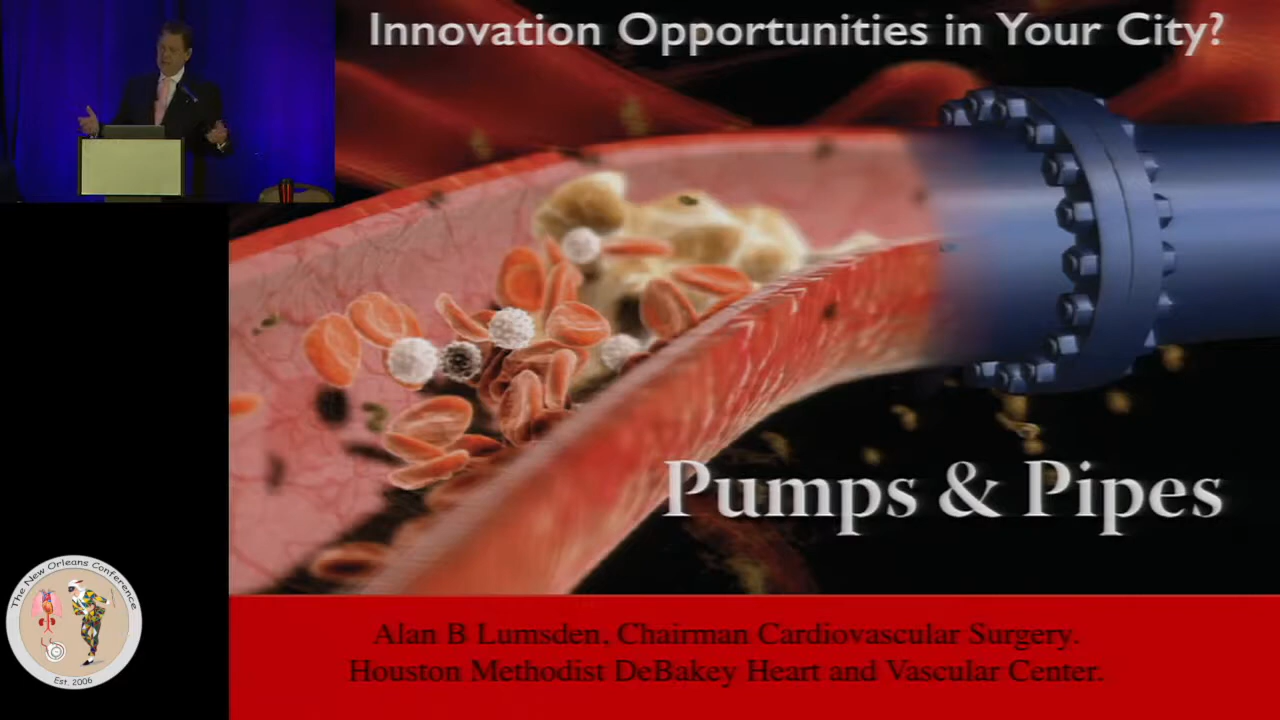 Innovation Opportunities in Your City?
Pumps & Pipes
Alan B Lumsden, Chairman Cardiovascular Surgery.
Houston Methodist DeBakey Heart and Vascular Center.
The New Orleans Conference
Est. 2006